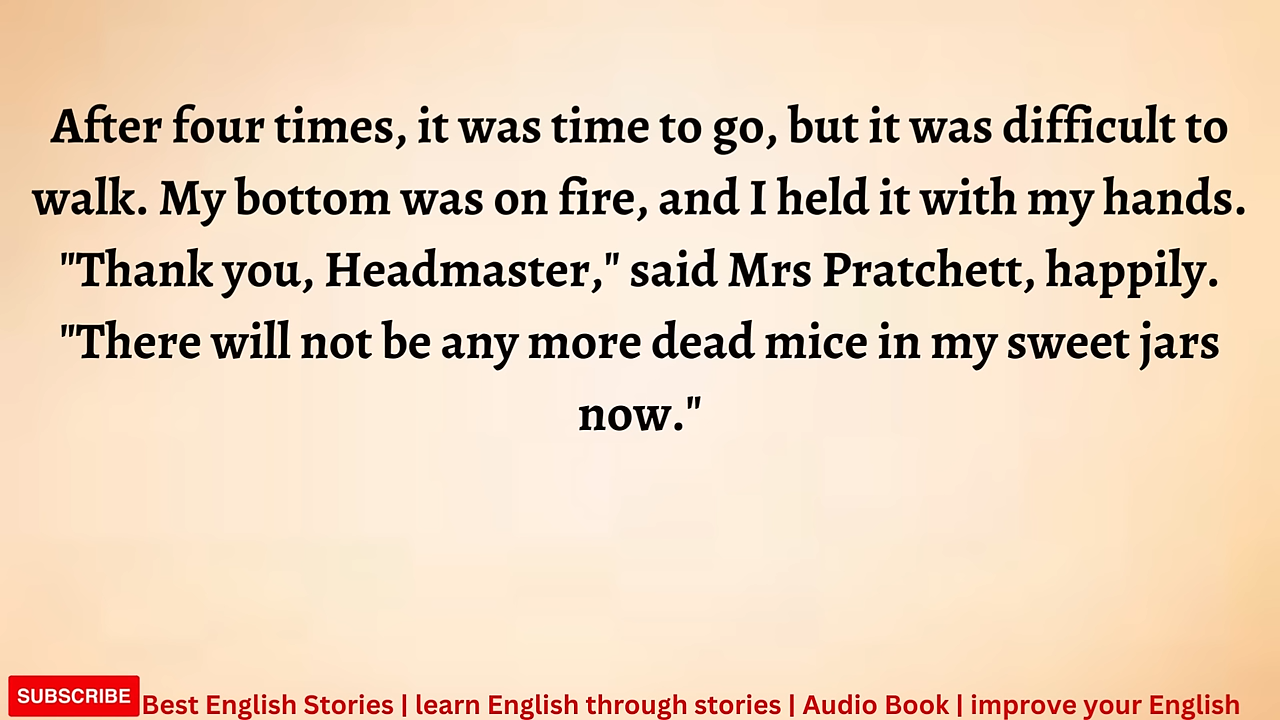 After four times, it was time to go, but it was difficult to
walk. My bottom was on fire, and I held it with my hands.
"Thank you, Headmaster," said Mrs Pratchett, happily.
"There will not be any more dead mice in my sweet jars
now."
SUBSCRIBE
Best English Stories | learn English through stories | Audio Book | improve your English